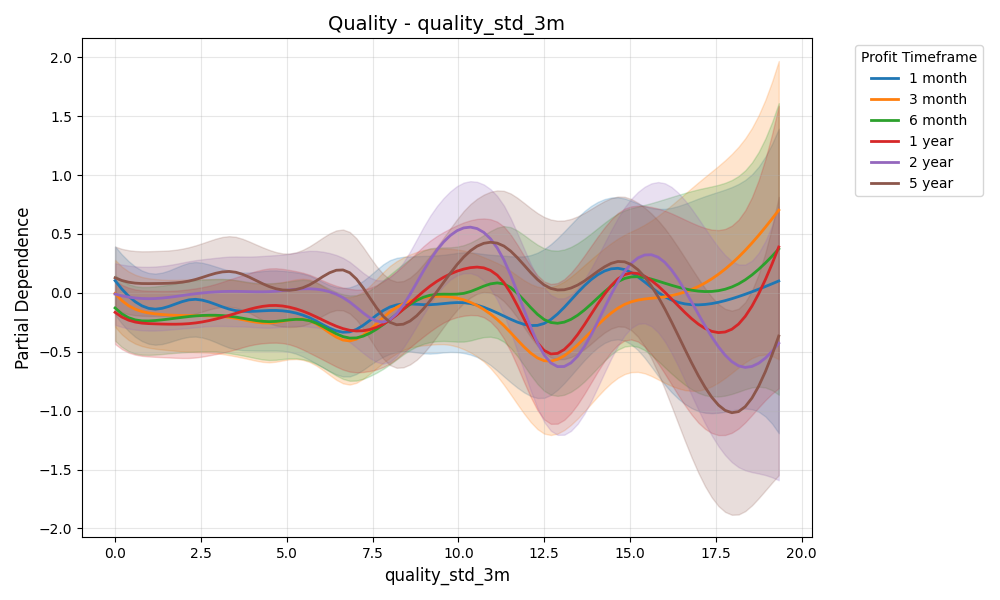 Quality - quality_std_3m
Profit Timeframe
1 month
3 month
6 month
1 year
2 year
5 year
Partial Dependence
2.0
1.5
1.0
0.5
0.0
−0.5
−1.0
−1.5
−2.0
0.0 2.5 5.0 7.5 10.0 12.5 15.0 17.5 20.0
quality_std_3m